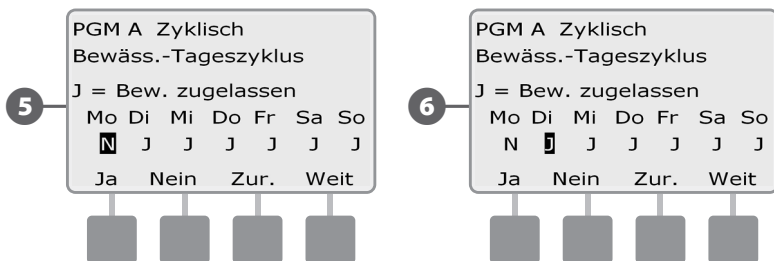 5
PGM A Zyklisch
Bewäss.-Tageszyklus
J = Bew. zugelassen
Mo Di Mi Do Fr Sa So
N J J J J J J
Ja Nein Zur. Weit
6
PGM A Zyklisch
Bewäss.-Tageszyklus
J = Bew. zugelassen
Mo Di Mi Do Fr Sa So
N J J J J J J
Ja Nein Zur. Weit